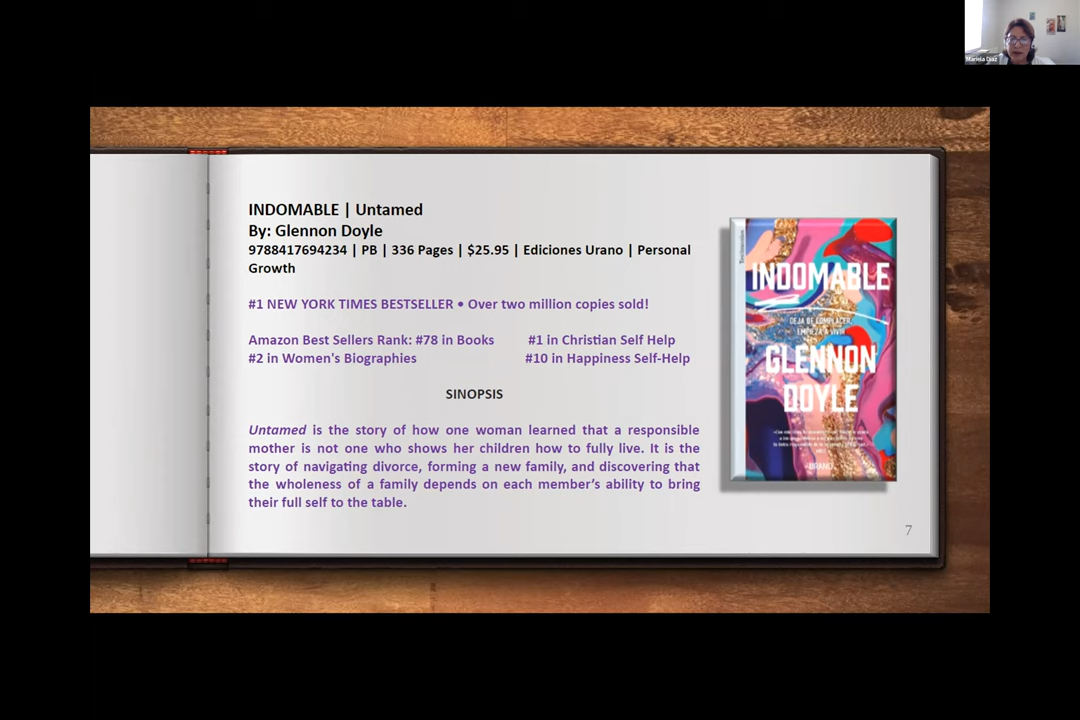 Mariela Diaz
INDOMABLE | Untamed
By: Glennon Doyle
9788417694234 | PB | 336 Pages | $25.95 | Ediciones Urano | Personal
Growth
#1 NEW YORK TIMES BESTSELLER • Over two million copies sold!
Amazon Best Sellers Rank: #78 in Books #1 in Christian Self Help
#2 in Women's Biographies #10 in Happiness Self-Help
SINOPSIS
Untamed is the story of how one woman learned that a responsible
mother is not one who shows her children how to fully live. It is the
story of navigating divorce, forming a new family, and discovering that
the wholeness of a family depends on each member’s ability to bring
their full self to the table.
INDOMABLE
DEJA DE COMPLACER,
EMPIEZA A VIVIR
GLENNON
DOYLE
7